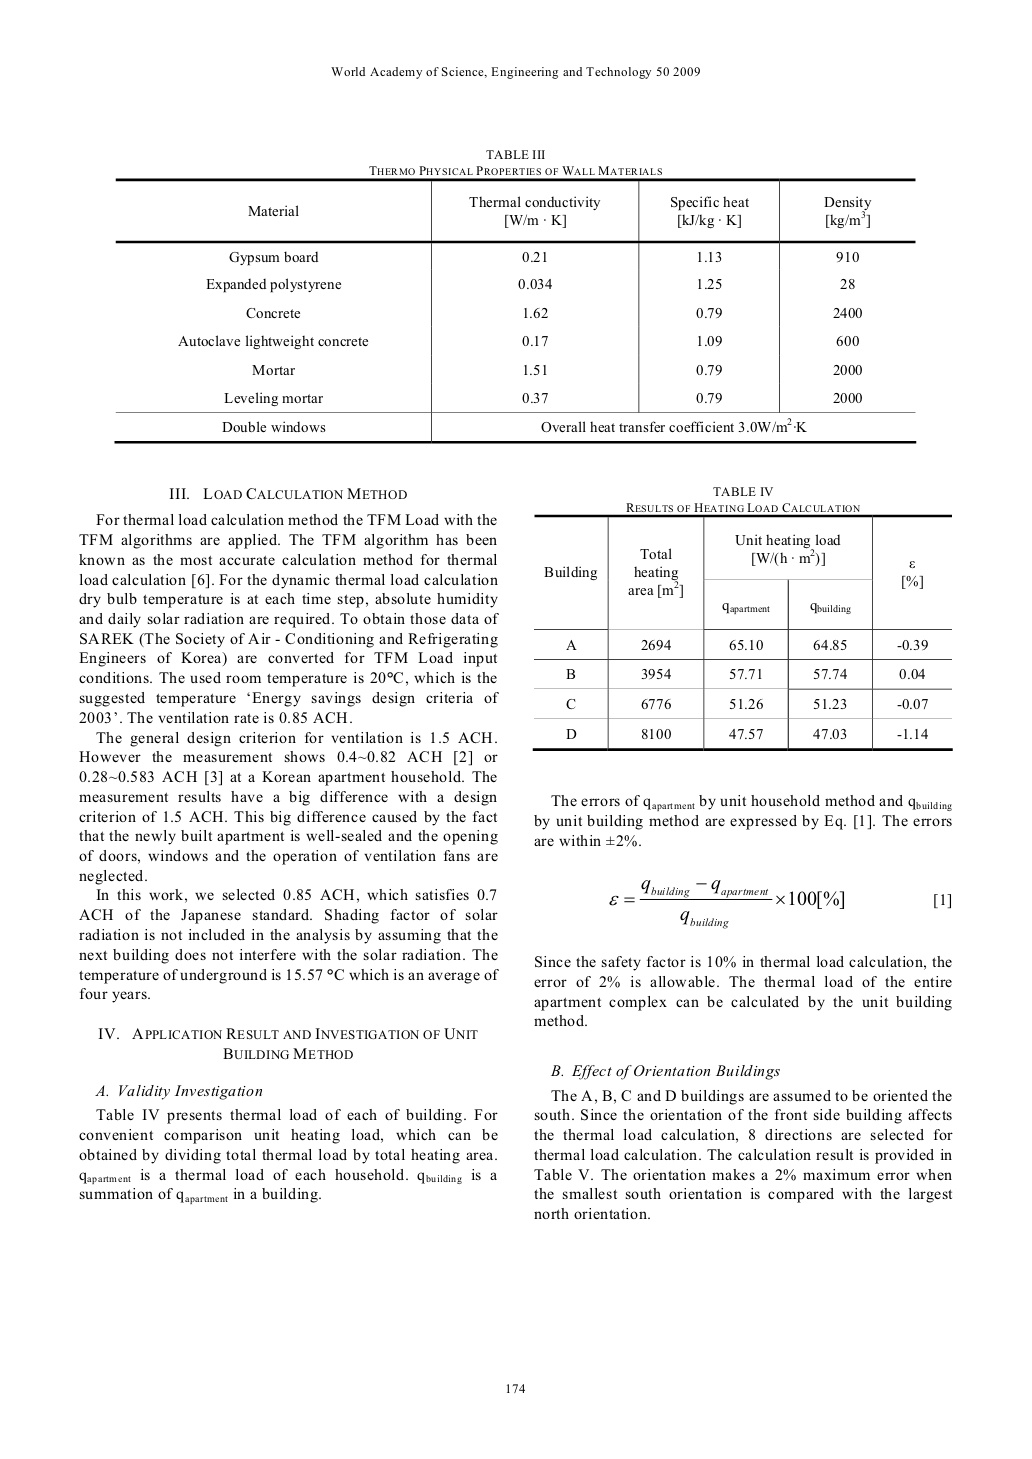 World Academy of Science, Engineering and Technology 50 2009
TABLE III
THERMO PHYSICAL PROPERTIES OF WALL MATERIALS
Material | Thermal conductivity [W/m · K] | Specific heat [kJ/kg · K] | Density [kg/m³]
Gypsum board | 0.21 | 1.13 | 910
Expanded polystyrene | 0.034 | 1.25 | 28
Concrete | 1.62 | 0.79 | 2400
Autoclave lightweight concrete | 0.17 | 1.09 | 600
Mortar | 1.51 | 0.79 | 2000
Leveling mortar | 0.37 | 0.79 | 2000
Double windows | Overall heat transfer coefficient 3.0W/m²·K
III. LOAD CALCULATION METHOD
For thermal load calculation method the TFM Load with the
TFM algorithms are applied. The TFM algorithm has been
known as the most accurate calculation method for thermal
load calculation [6]. For the dynamic thermal load calculation
dry bulb temperature is at each time step, absolute humidity
and daily solar radiation are required. To obtain those data of
SAREK (The Society of Air - Conditioning and Refrigerating
Engineers of Korea) are converted for TFM Load input
conditions. The used room temperature is 20°C, which is the
suggested temperature ‘Energy savings design criteria of
2003’. The ventilation rate is 0.85 ACH.
The general design criterion for ventilation is 1.5 ACH.
However the measurement shows 0.4~0.82 ACH [2] or
0.28~0.583 ACH [3] at a Korean apartment household. The
measurement results have a big difference with a design
criterion of 1.5 ACH. This big difference caused by the fact
that the newly built apartment is well-sealed and the opening
of doors, windows and the operation of ventilation fans are
neglected.
In this work, we selected 0.85 ACH, which satisfies 0.7
ACH of the Japanese standard. Shading factor of solar
radiation is not included in the analysis by assuming that the
next building does not interfere with the solar radiation. The
temperature of underground is 15.57 °C which is an average of
four years.
IV. APPLICATION RESULT AND INVESTIGATION OF UNIT
BUILDING METHOD
A. Validity Investigation
Table IV presents thermal load of each of building. For
convenient comparison unit heating load, which can be
obtained by dividing total thermal load by total heating area.
qapartment is a thermal load of each household. qbuilding is a
summation of qapartment in a building.
TABLE IV
RESULTS OF HEATING LOAD CALCULATION
Building | Total heating area [m²] | Unit heating load [W/(h · m²)] | ε [%]
qapartment | qbuilding
A | 2694 | 65.10 | 64.85 | -0.39
B | 3954 | 57.71 | 57.74 | 0.04
C | 6776 | 51.26 | 51.23 | -0.07
D | 8100 | 47.57 | 47.03 | -1.14
The errors of qapartment by unit household method and qbuilding
by unit building method are expressed by Eq. [1]. The errors
are within ±2%.
ε = (qbuilding − qapartment) / qbuilding × 100[%] [1]
Since the safety factor is 10% in thermal load calculation, the
error of 2% is allowable. The thermal load of the entire
apartment complex can be calculated by the unit building
method.
B. Effect of Orientation Buildings
The A, B, C and D buildings are assumed to be oriented the
south. Since the orientation of the front side building affects
the thermal load calculation, 8 directions are selected for
thermal load calculation. The calculation result is provided in
Table V. The orientation makes a 2% maximum error when
the smallest south orientation is compared with the largest
north orientation.
174